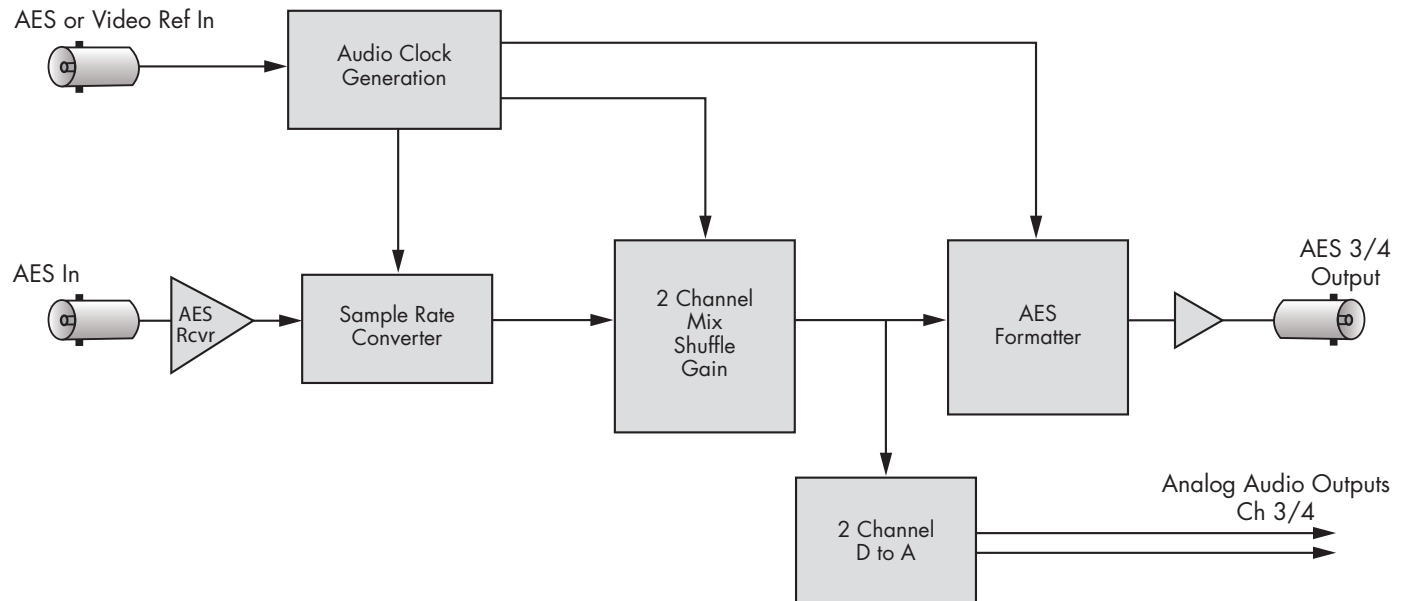 AES or Video Ref In
Audio Clock
Generation
AES In
AES
Rcvr
Sample Rate
Converter
2 Channel
Mix
Shuffle
Gain
AES
Formatter
AES 3/4
Output
2 Channel
D to A
Analog Audio Outputs
Ch 3/4